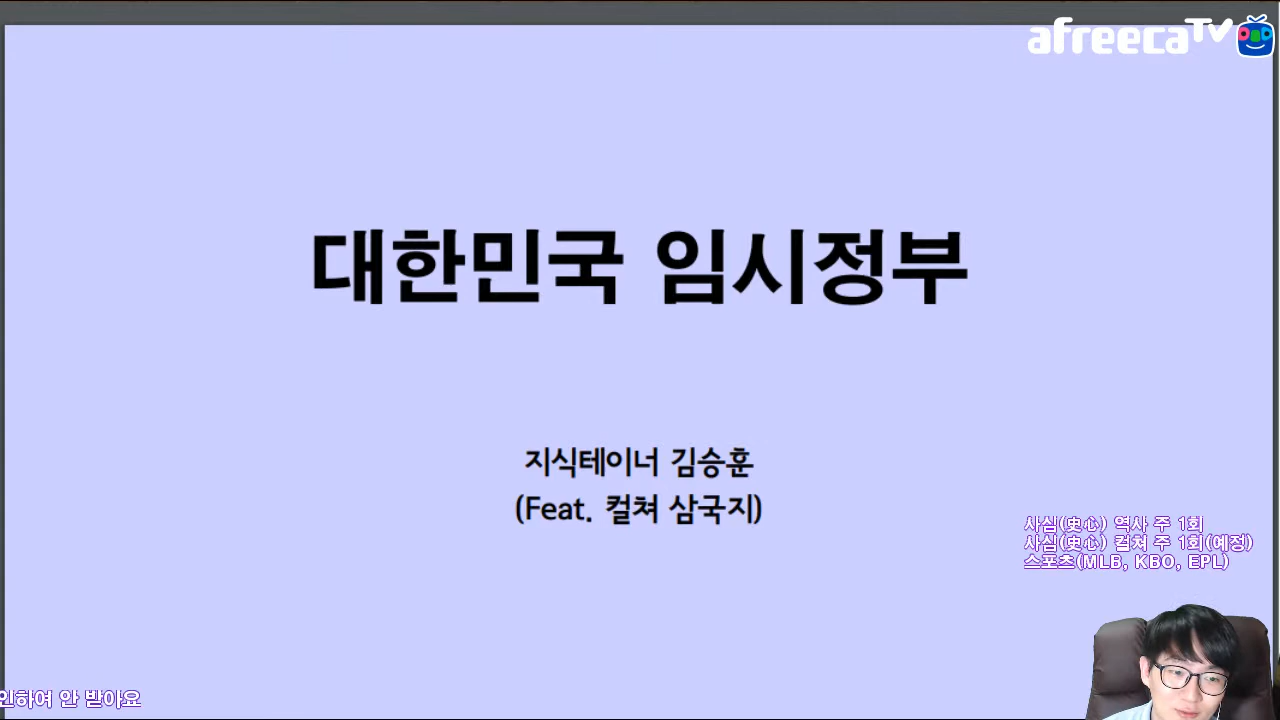 afreecaTV
대한민국 임시정부
지식테이너 김승훈
(Feat. 컬쳐 삼국지)
사심(史心) 역사 주 1회
사심(史心) 컬쳐 주 1회(예정)
스포츠(MLB, KBO, EPL)
인하여 안 받아요